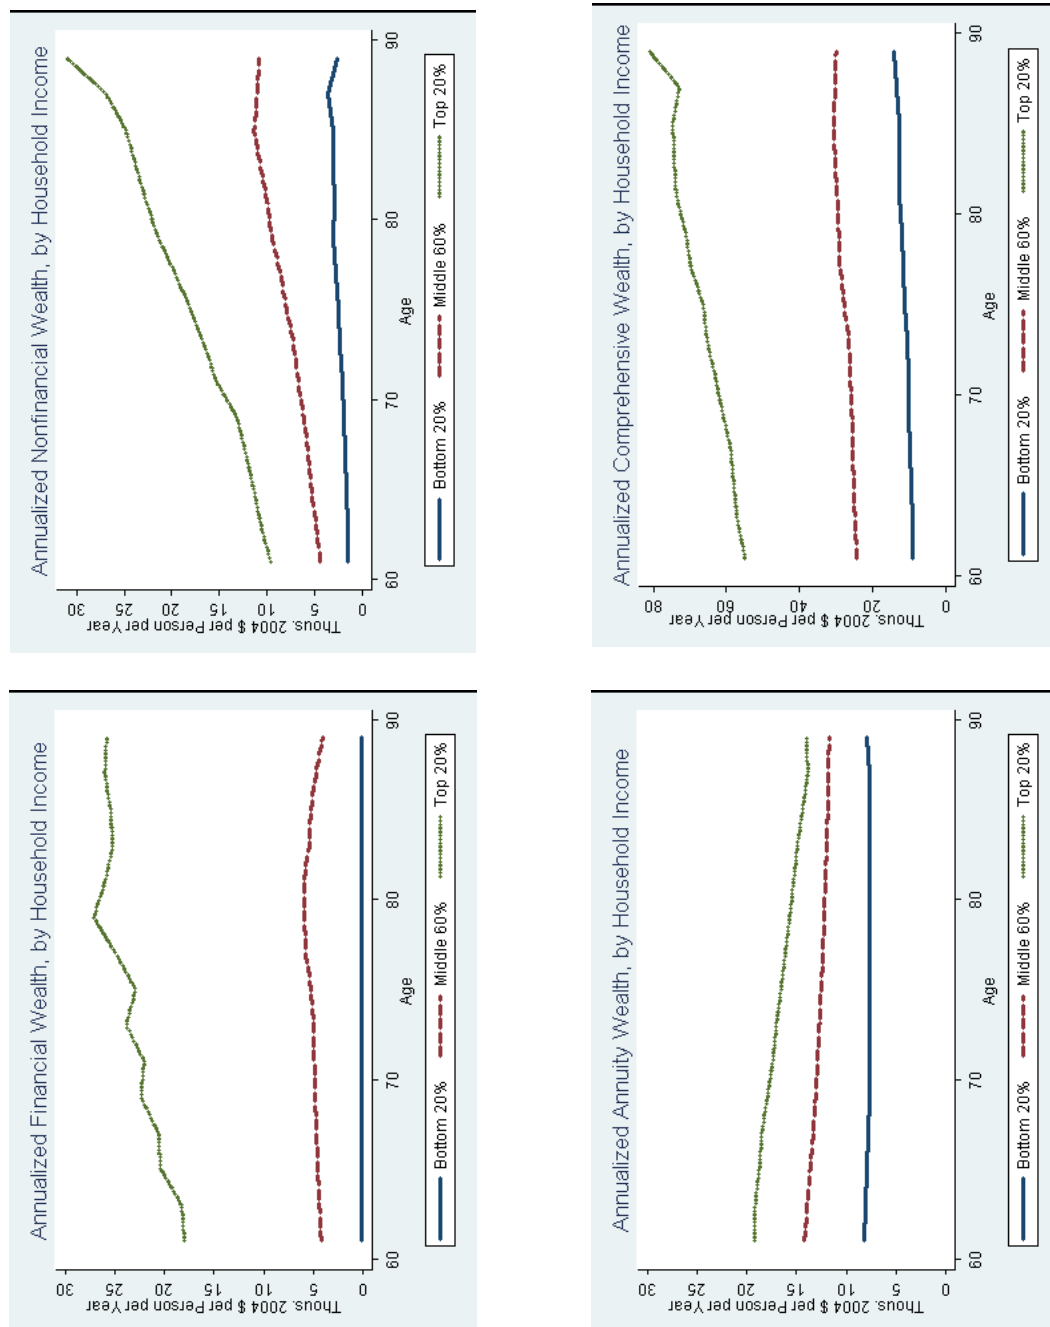 Annualized Financial Wealth, by Household Income
Thous. 2004 $ per Person per Year
30
25
20
15
10
5
0
60 70 80 90
Age
Bottom 20% Middle 60% Top 20%
Annualized Nonfinancial Wealth, by Household Income
Thous. 2004 $ per Person per Year
30
25
20
15
10
5
0
60 70 80 90
Age
Bottom 20% Middle 60% Top 20%
Annualized Annuity Wealth, by Household Income
Thous. 2004 $ per Person per Year
30
25
20
15
10
5
0
60 70 80 90
Age
Bottom 20% Middle 60% Top 20%
Annualized Comprehensive Wealth, by Household Income
Thous. 2004 $ per Person per Year
80
60
40
20
0
60 70 80 90
Age
Bottom 20% Middle 60% Top 20%